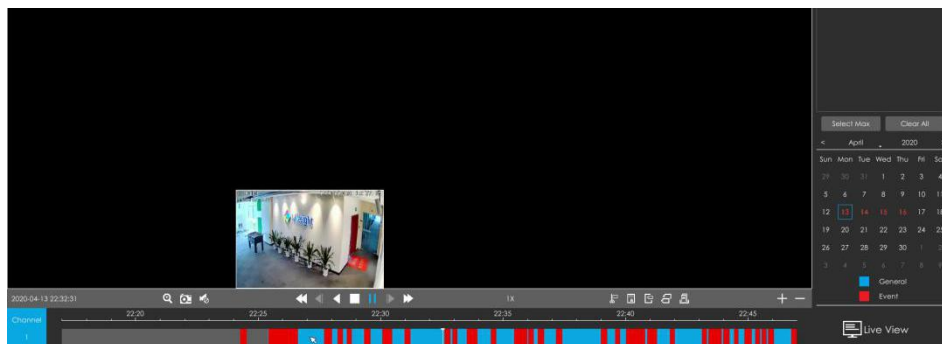 Select Max Clear All
< April 2020
Sun Mon Tue Wed Thu Fri Sa
29 30 31 1 2 3 4
5 6 7 8 9 10 11
12 13 14 15 16 17 18
19 20 21 22 23 24 25
26 27 28 29 30 1 2
3 4 5 6 7 8 9
General
Event
2020-04-13 22:32:31 1X
Channel 22:20 22:25 22:30 22:35 22:40 22:45
1
Live View